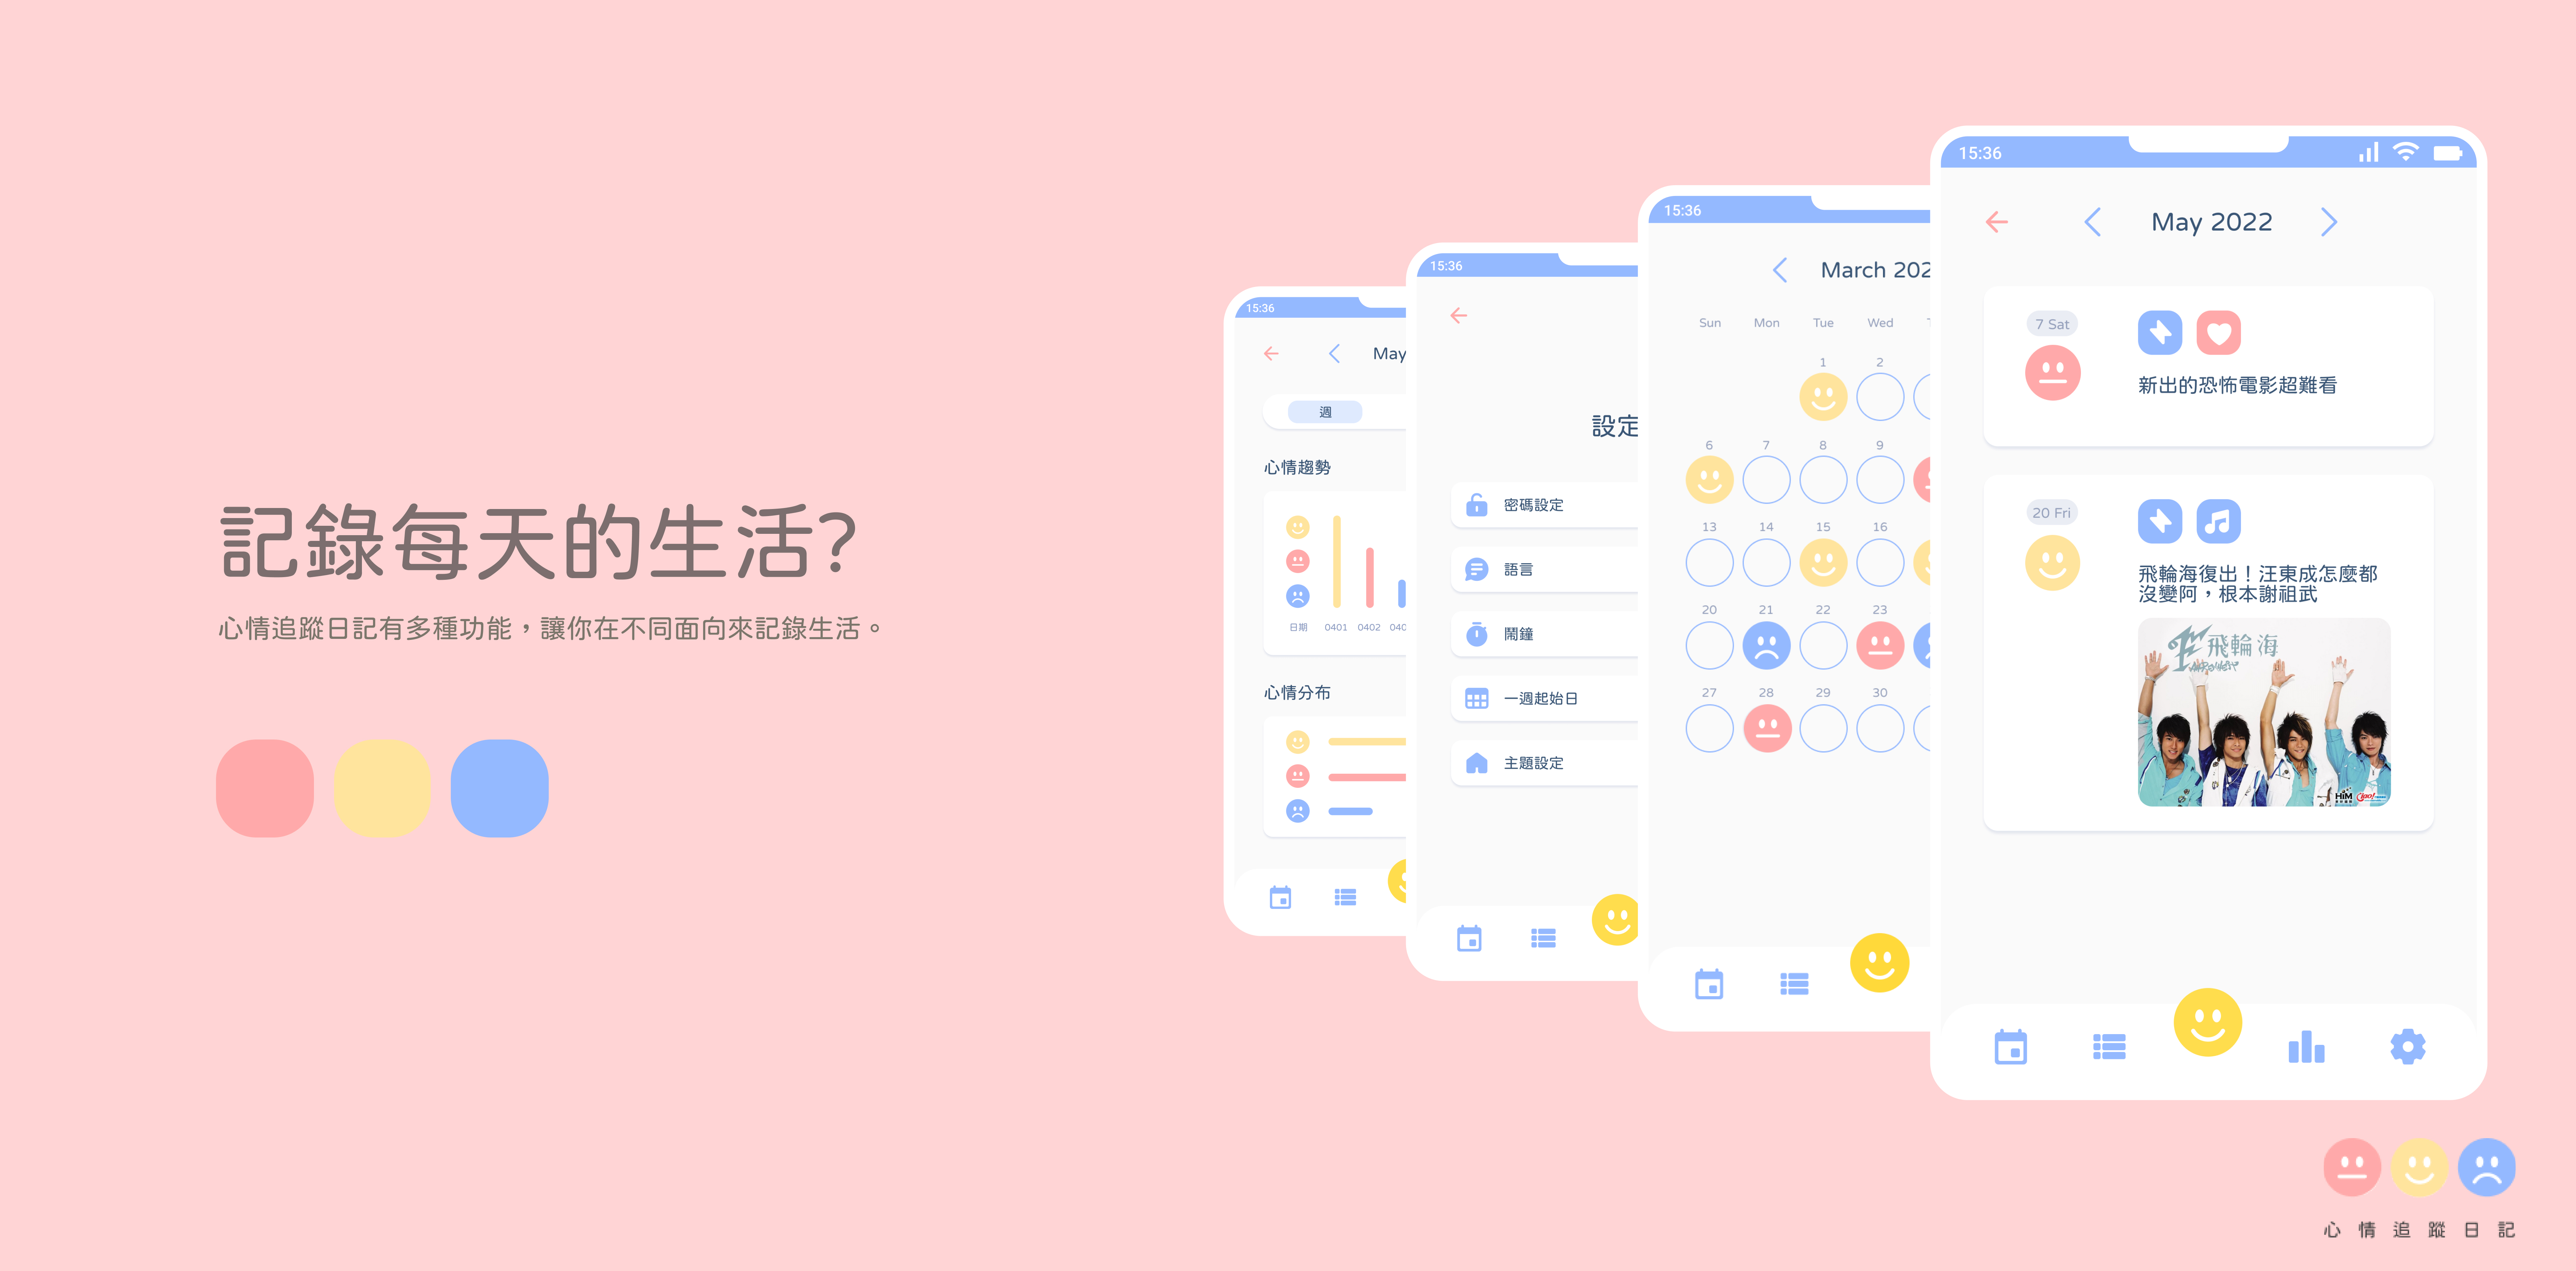 記錄每天的生活?
心情追蹤日記有多種功能，讓你在不同面向來記錄生活。
15:36
May
週
心情趨勢
日期 0401 0402 040
心情分布
15:36
設定
密碼設定
語言
鬧鐘
一週起始日
主題設定
15:36
March 202
Sun Mon Tue Wed
1 2
6 7 8 9
13 14 15 16
20 21 22 23
27 28 29 30
15:36
May 2022
7 Sat
新出的恐怖電影超難看
20 Fri
飛輪海復出！汪東成怎麼都
沒變阿，根本謝祖武
飛輪海
HIM
心情追蹤日記